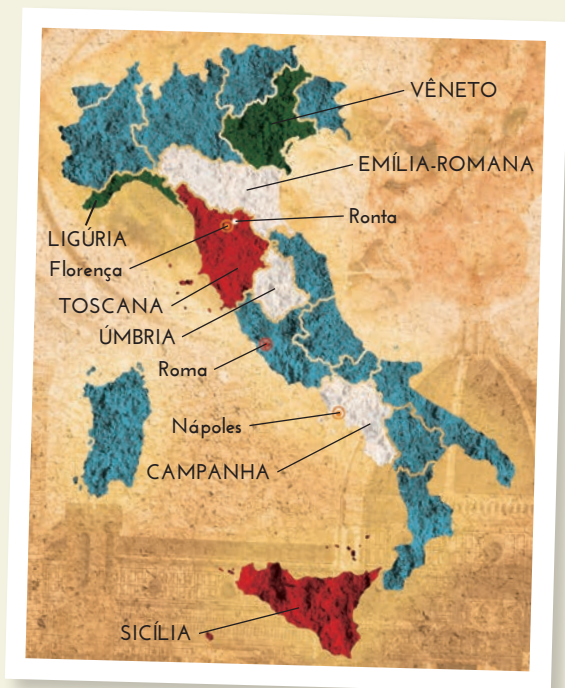 VÊNETO
EMÍLIA-ROMANA
Ronta
LIGÚRIA
Florença
TOSCANA
ÚMBRIA
Roma
Nápoles
CAMPANHA
SICÍLIA